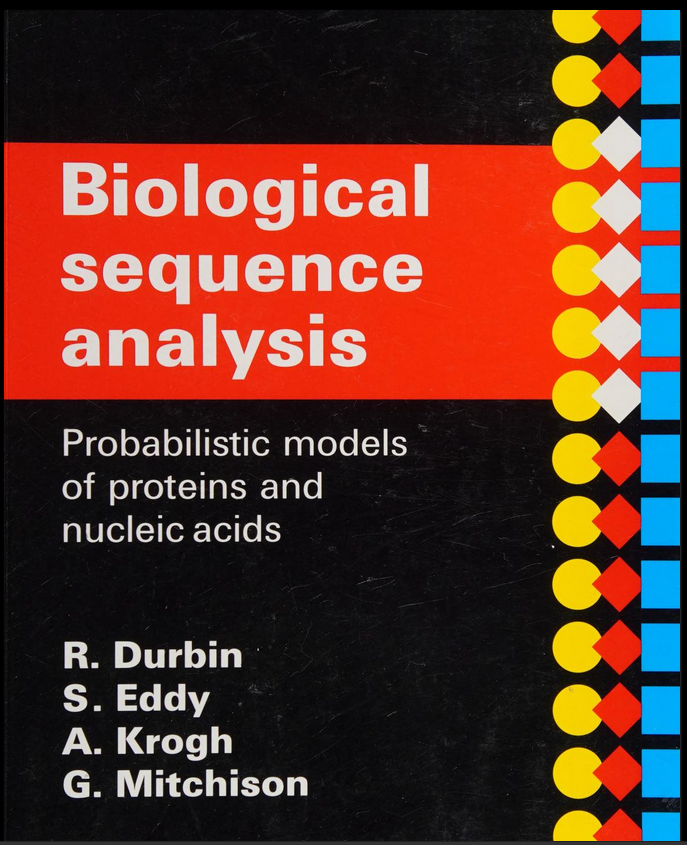 Biological
sequence
analysis
Probabilistic models
of proteins and
nucleic acids
R. Durbin
S. Eddy
A. Krogh
G. Mitchison